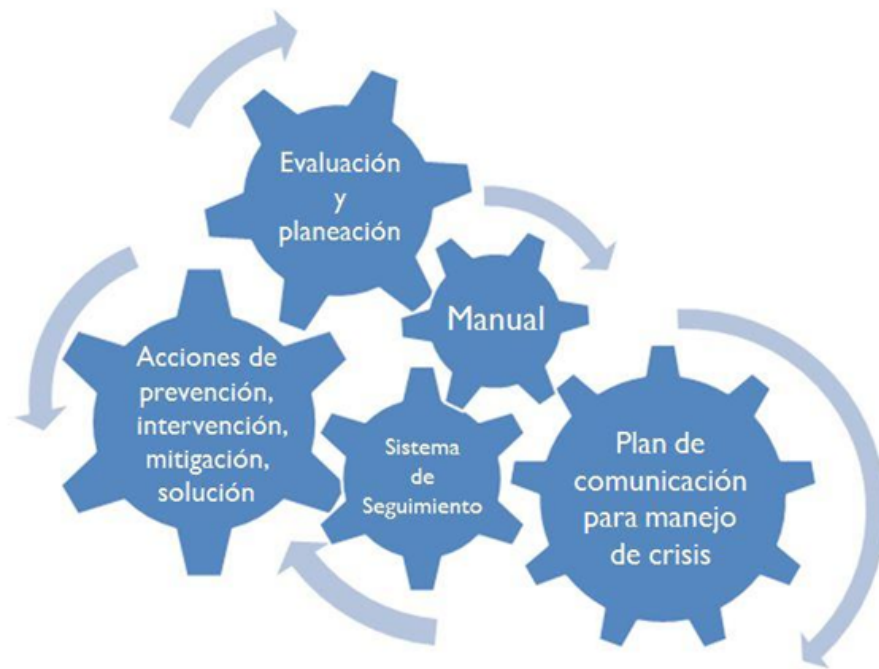 Evaluación
y
planeación
Manual
Acciones de
prevención,
intervención,
mitigación,
solución
Sistema
de
Seguimiento
Plan de
comunicación
para manejo
de crisis